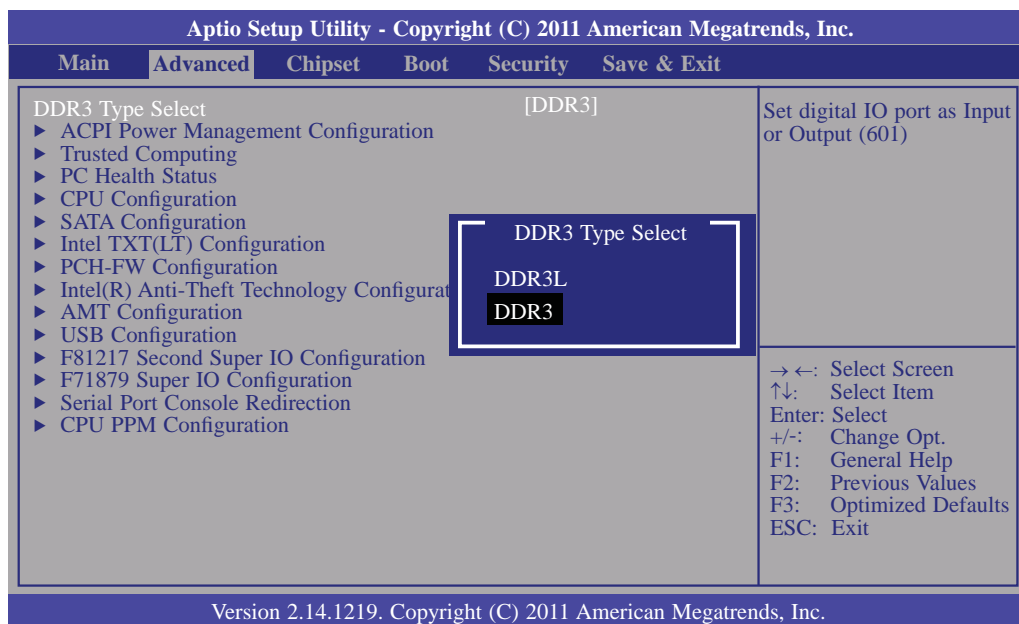 Aptio Setup Utility - Copyright (C) 2011 American Megatrends, Inc.
Main Advanced Chipset Boot Security Save & Exit
DDR3 Type Select [DDR3]
► ACPI Power Management Configuration
► Trusted Computing
► PC Health Status
► CPU Configuration
► SATA Configuration
► Intel TXT(LT) Configuration
► PCH-FW Configuration
► Intel(R) Anti-Theft Technology Configurat
► AMT Configuration
► USB Configuration
► F81217 Second Super IO Configuration
► F71879 Super IO Configuration
► Serial Port Console Redirection
► CPU PPM Configuration
DDR3 Type Select
DDR3L
DDR3
Set digital IO port as Input
or Output (601)
→ ←: Select Screen
↑↓: Select Item
Enter: Select
+/-: Change Opt.
F1: General Help
F2: Previous Values
F3: Optimized Defaults
ESC: Exit
Version 2.14.1219. Copyright (C) 2011 American Megatrends, Inc.